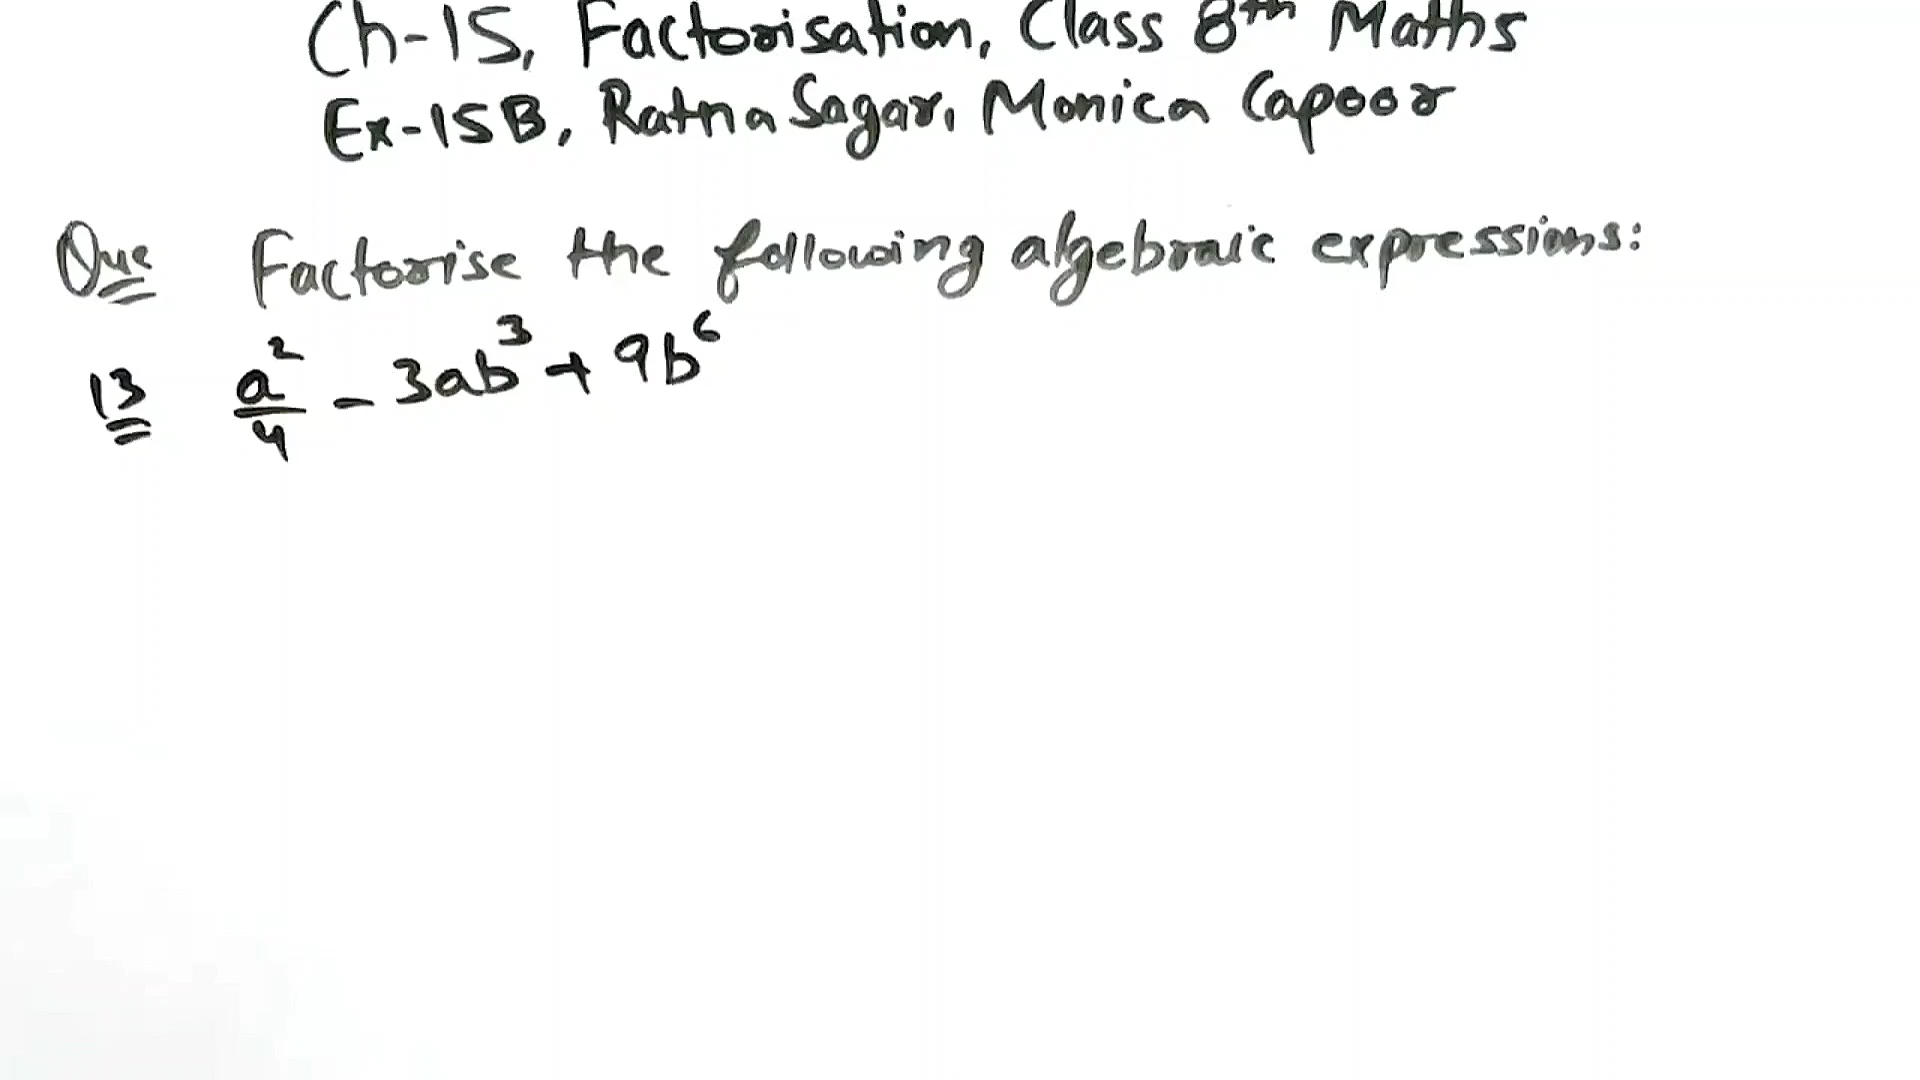 Ch-15, Factorisation, Class 8th Maths
Ex-15B, Ratna Sagar, Monica Capoor
Que Factorise the following algebraic expressions:
13 a²/4 - 3ab³ + 9b⁶